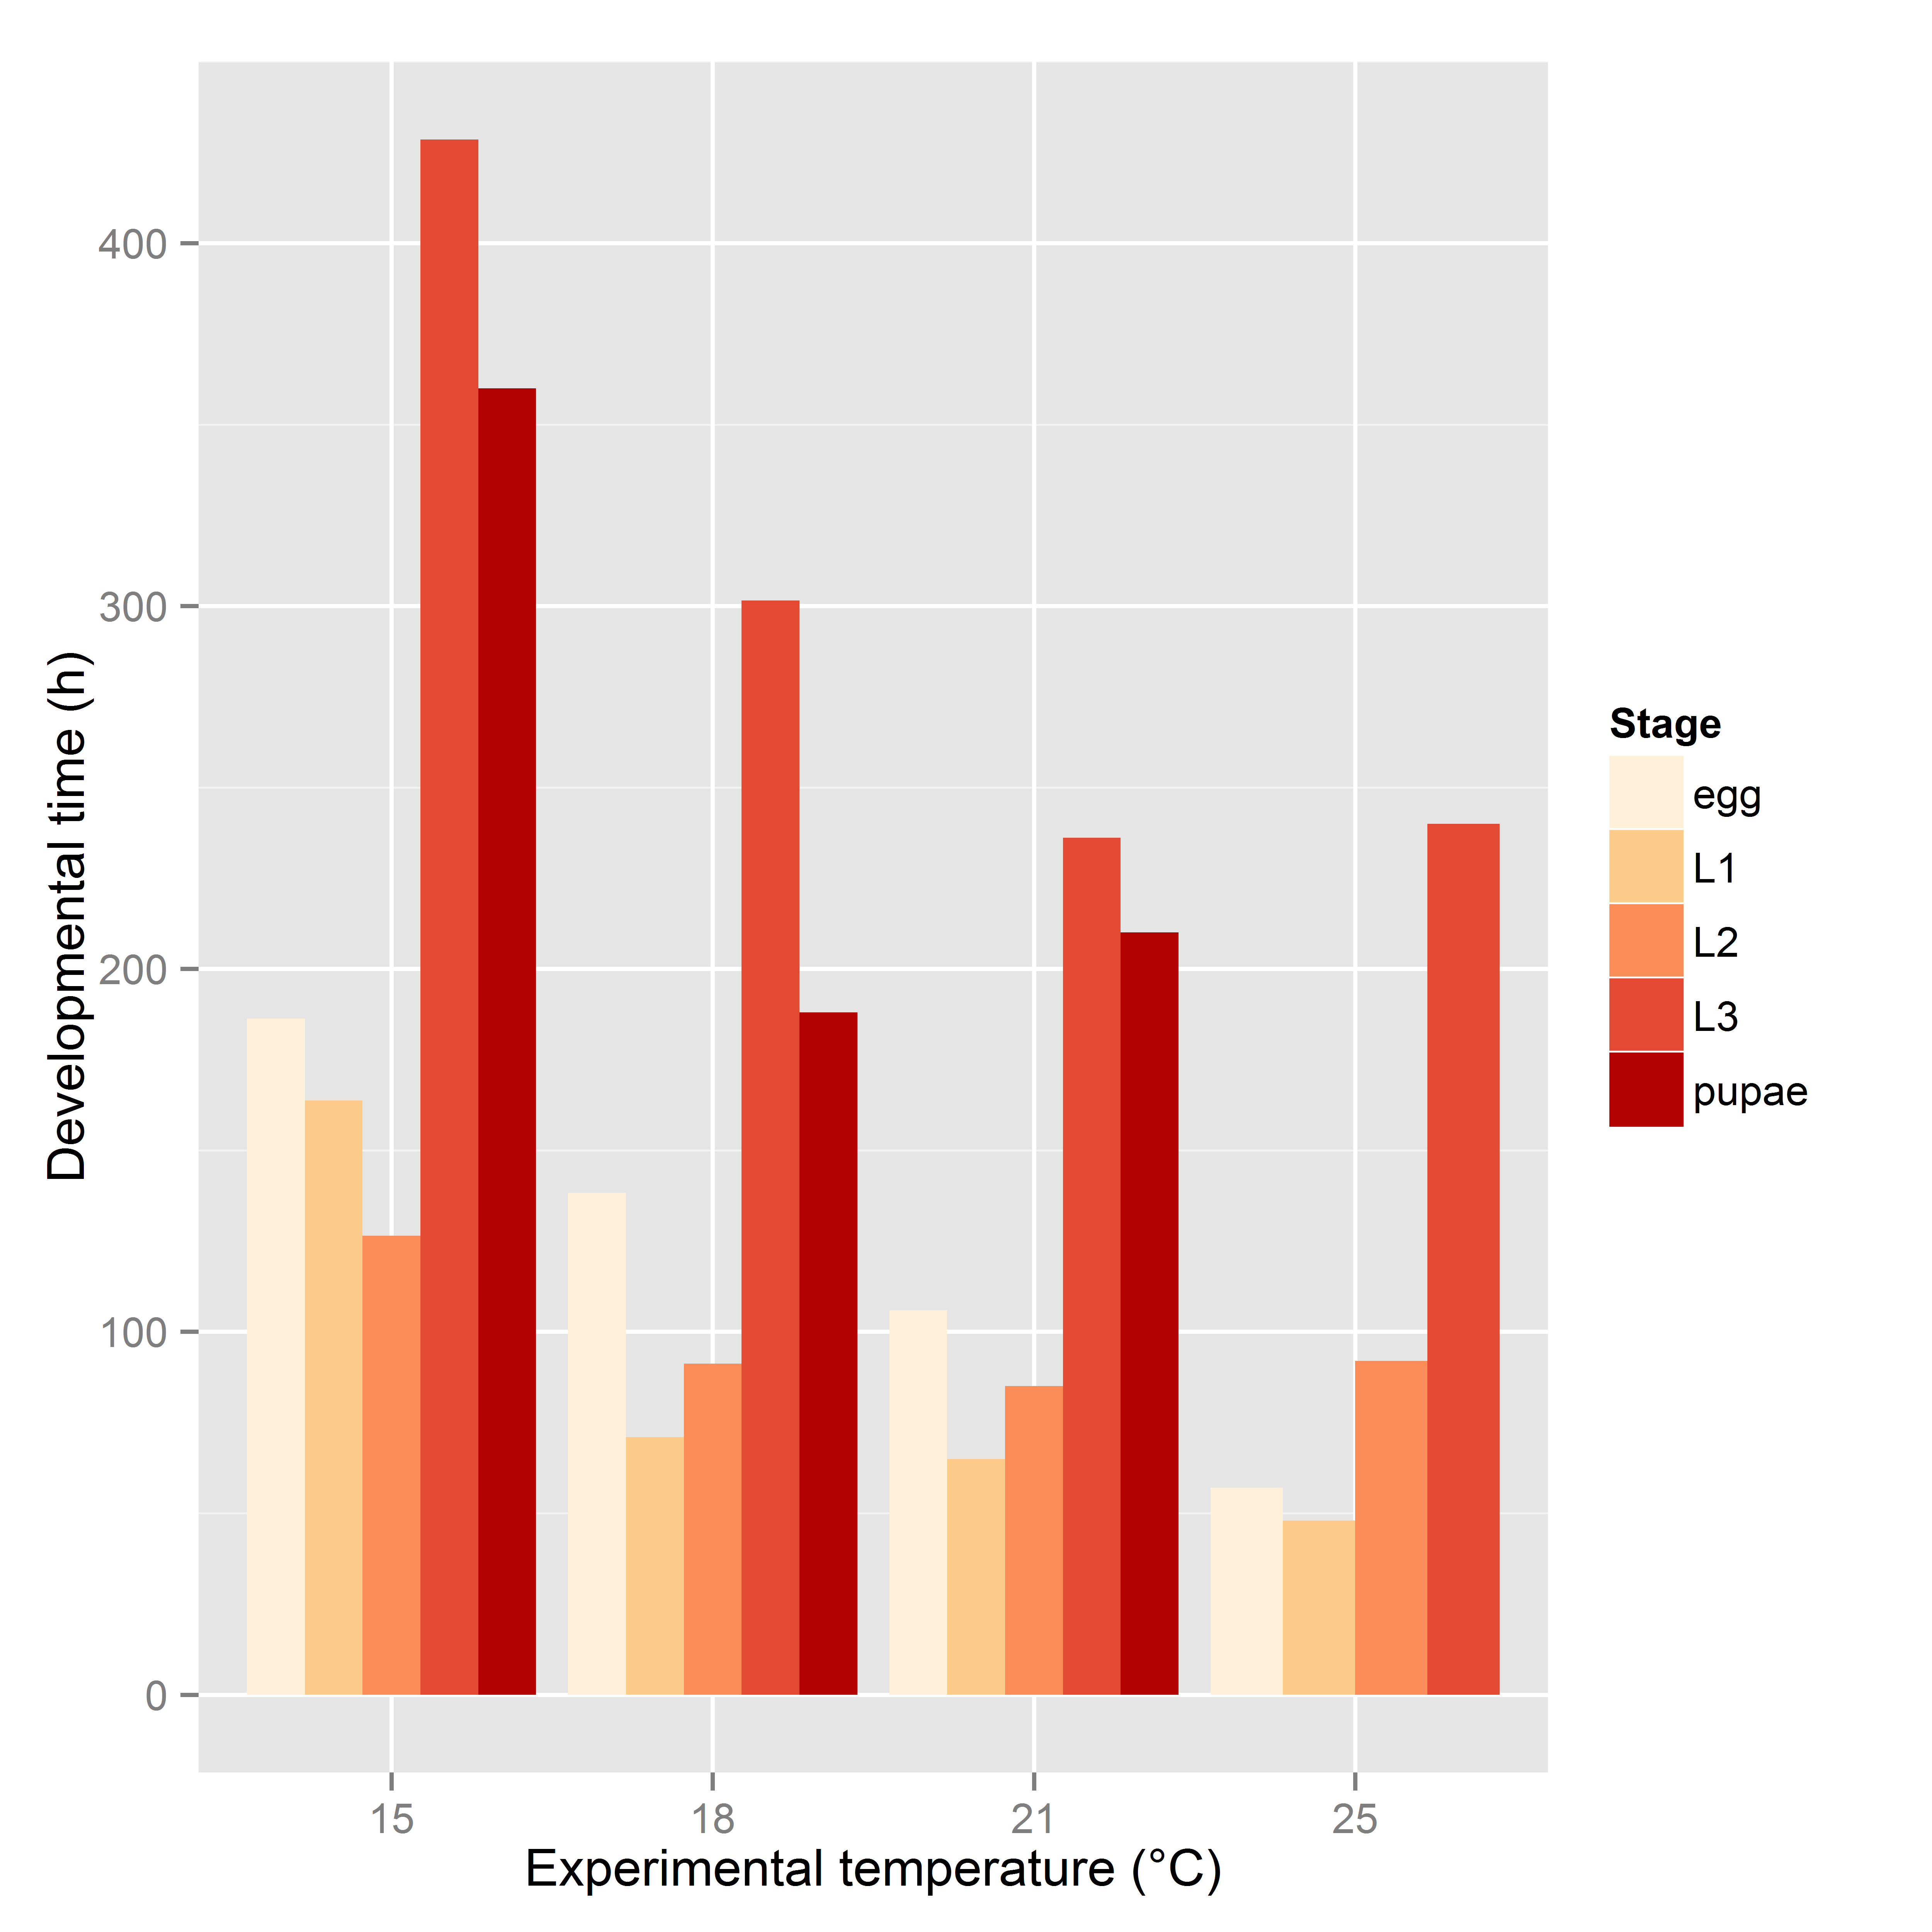 Developmental time (h)
400
300
200
100
0
15 18 21 25
Experimental temperature (°C)
Stage
egg
L1
L2
L3
pupae